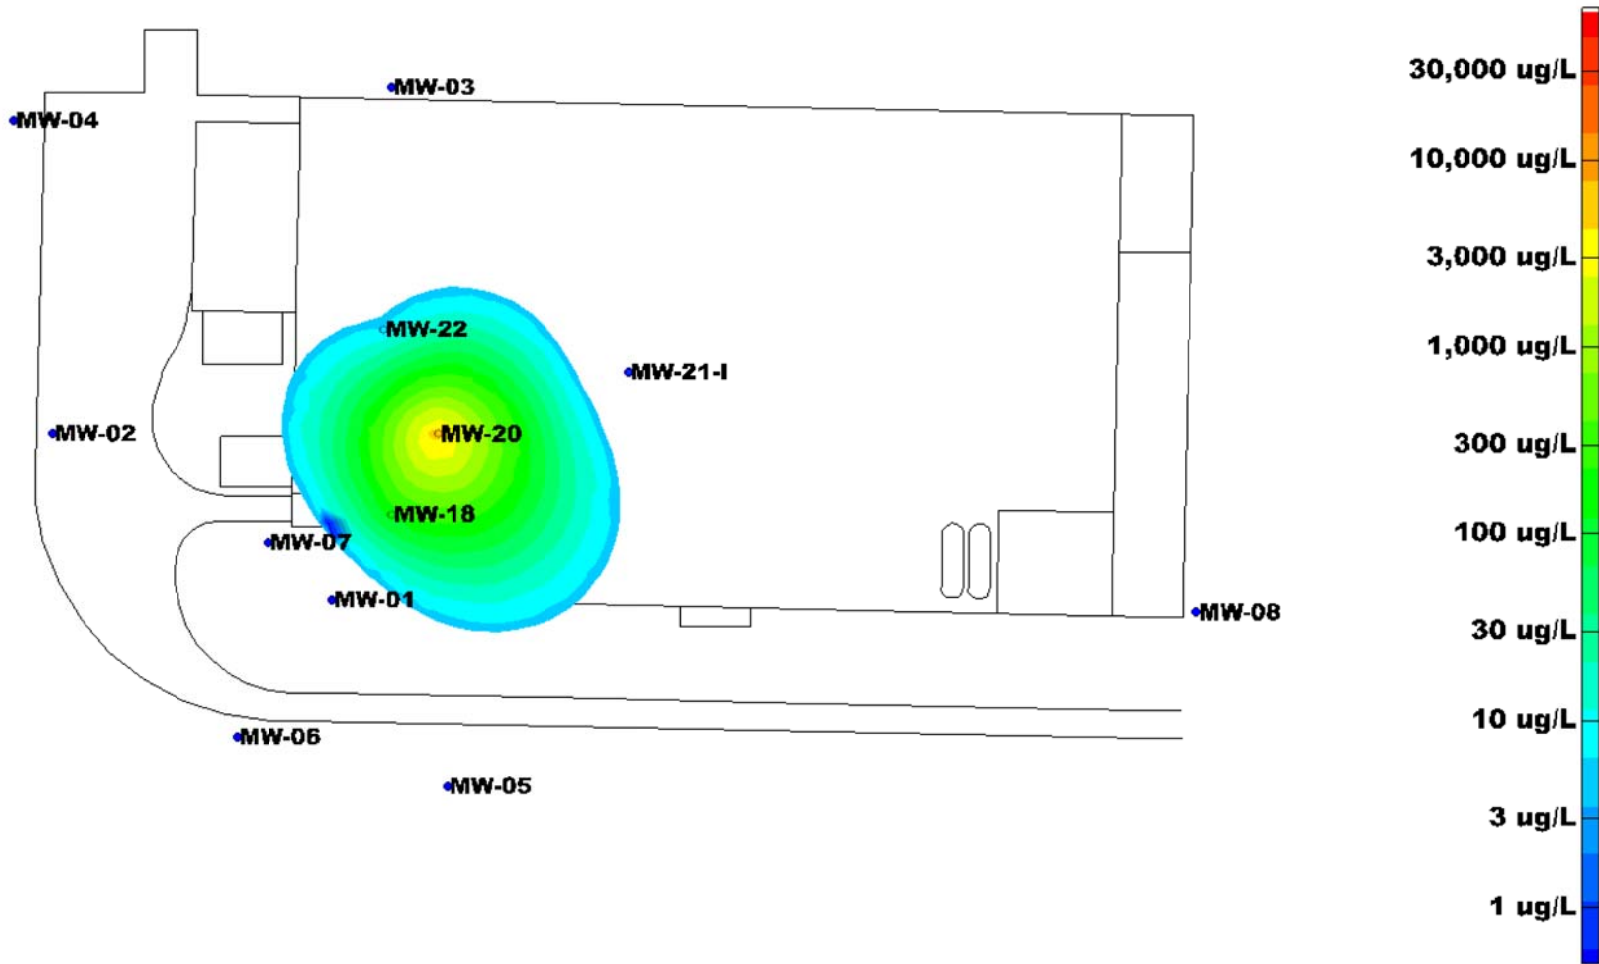 MW-03
MW-04
MW-22
MW-21-I
MW-02
MW-20
MW-18
MW-07
MW-01
MW-08
MW-06
MW-05
30,000 ug/L
10,000 ug/L
3,000 ug/L
1,000 ug/L
300 ug/L
100 ug/L
30 ug/L
10 ug/L
3 ug/L
1 ug/L